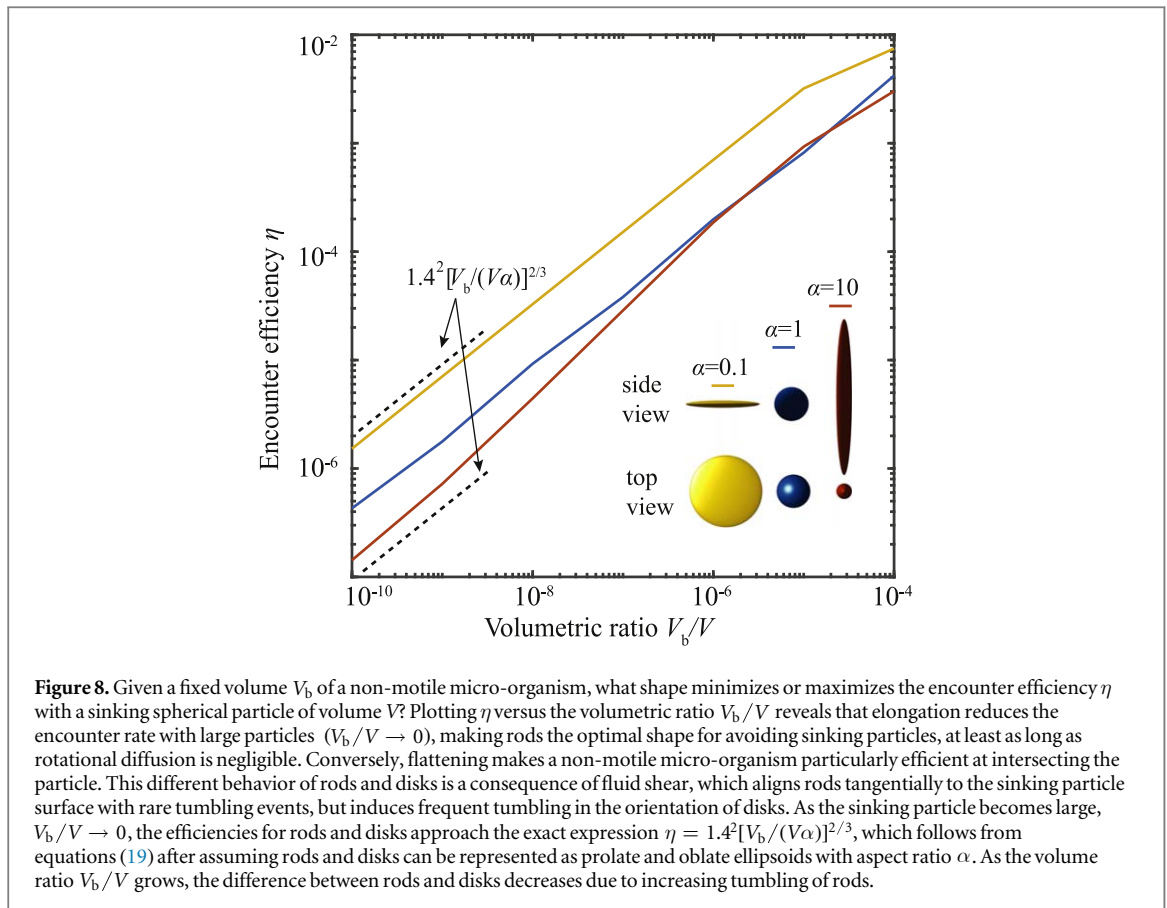 10⁻²
10⁻⁴
10⁻⁶
Encounter efficiency η
1.4²[V_b/(Vα)]^2/3
α=10
α=1
α=0.1
side
view
top
view
10⁻¹⁰
10⁻⁸
10⁻⁶
10⁻⁴
Volumetric ratio V_b/V
Figure 8. Given a fixed volume V_b of a non-motile micro-organism, what shape minimizes or maximizes the encounter efficiency η
with a sinking spherical particle of volume V? Plotting η versus the volumetric ratio V_b/V reveals that elongation reduces the
encounter rate with large particles (V_b/V → 0), making rods the optimal shape for avoiding sinking particles, at least as long as
rotational diffusion is negligible. Conversely, flattening makes a non-motile micro-organism particularly efficient at intersecting the
particle. This different behavior of rods and disks is a consequence of fluid shear, which aligns rods tangentially to the sinking particle
surface with rare tumbling events, but induces frequent tumbling in the orientation of disks. As the sinking particle becomes large,
V_b/V → 0, the efficiencies for rods and disks approach the exact expression η = 1.4²[V_b/(Vα)]^2/3, which follows from
equations (19) after assuming rods and disks can be represented as prolate and oblate ellipsoids with aspect ratio α. As the volume
ratio V_b/V grows, the difference between rods and disks decreases due to increasing tumbling of rods.